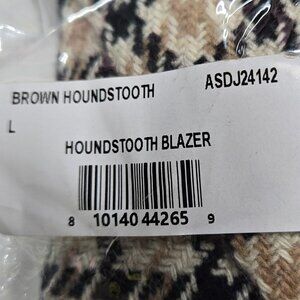 BROWN HOUNDSTOOTH ASDJ24142
L
HOUNDSTOOTH BLAZER
8 10140 44265 9